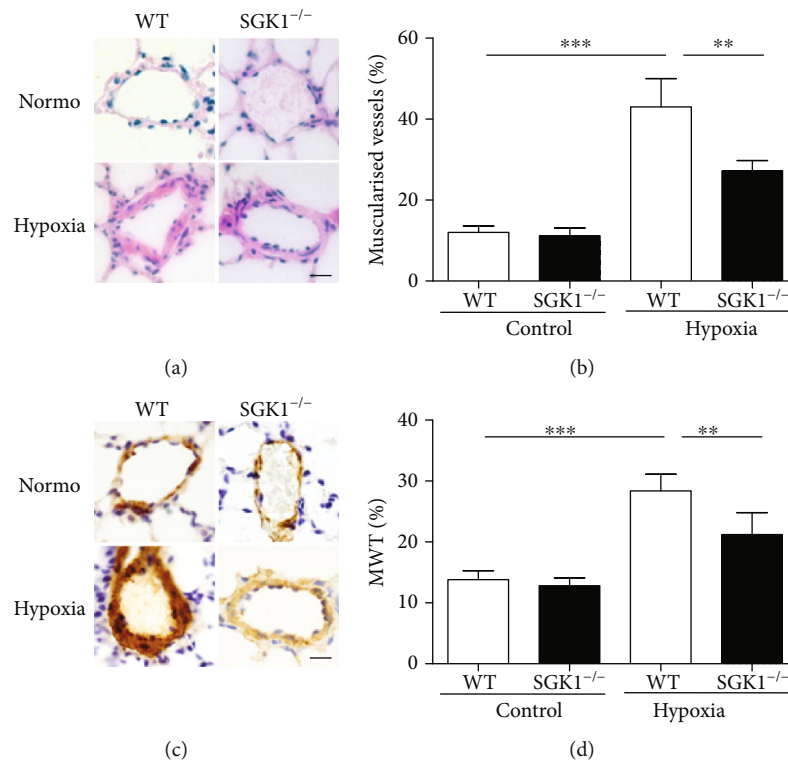 WT SGK1⁻/⁻
Normo
Hypoxia
(a)
60
40
20
0
Muscularised vessels (%)
*** **
WT SGK1⁻/⁻ WT SGK1⁻/⁻
Control Hypoxia
(b)
WT SGK1⁻/⁻
Normo
Hypoxia
(c)
40
30
20
10
0
MWT (%)
*** **
WT SGK1⁻/⁻ WT SGK1⁻/⁻
Control Hypoxia
(d)